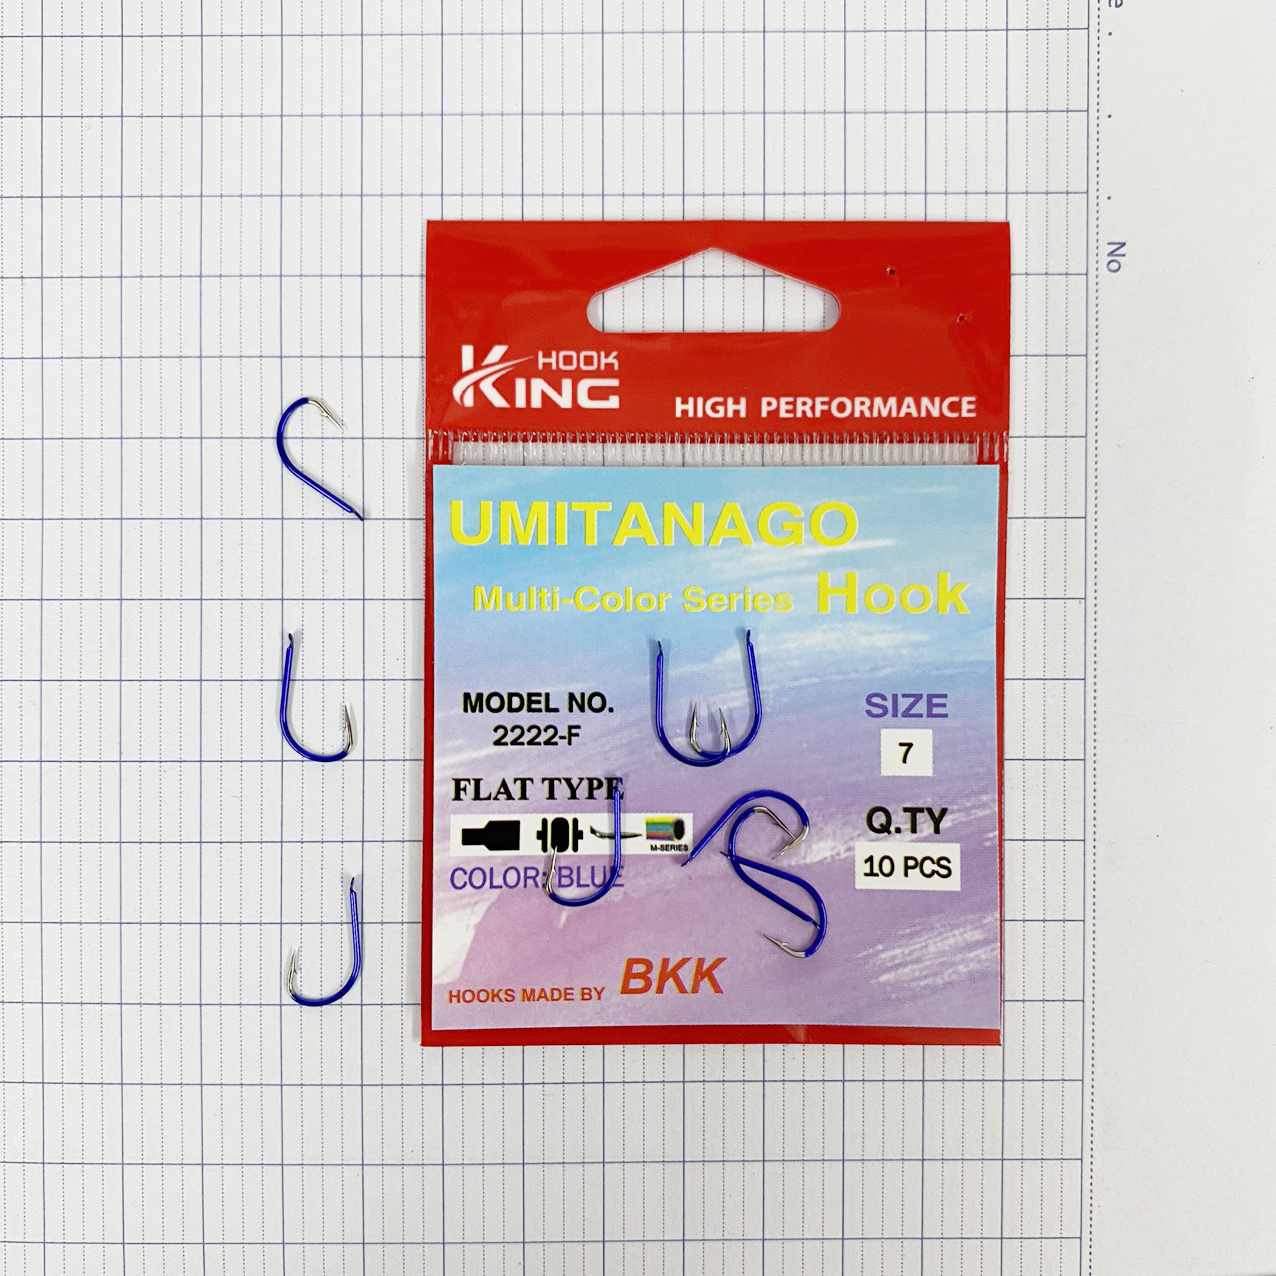 No
HOOK
KING
HIGH PERFORMANCE
UMITANAGO
Multi-Color Series Hook
MODEL NO.
2222-F
SIZE
7
FLAT TYPE
M-SERIES
COLOR: BLUE
Q.TY
10 PCS
HOOKS MADE BY BKK